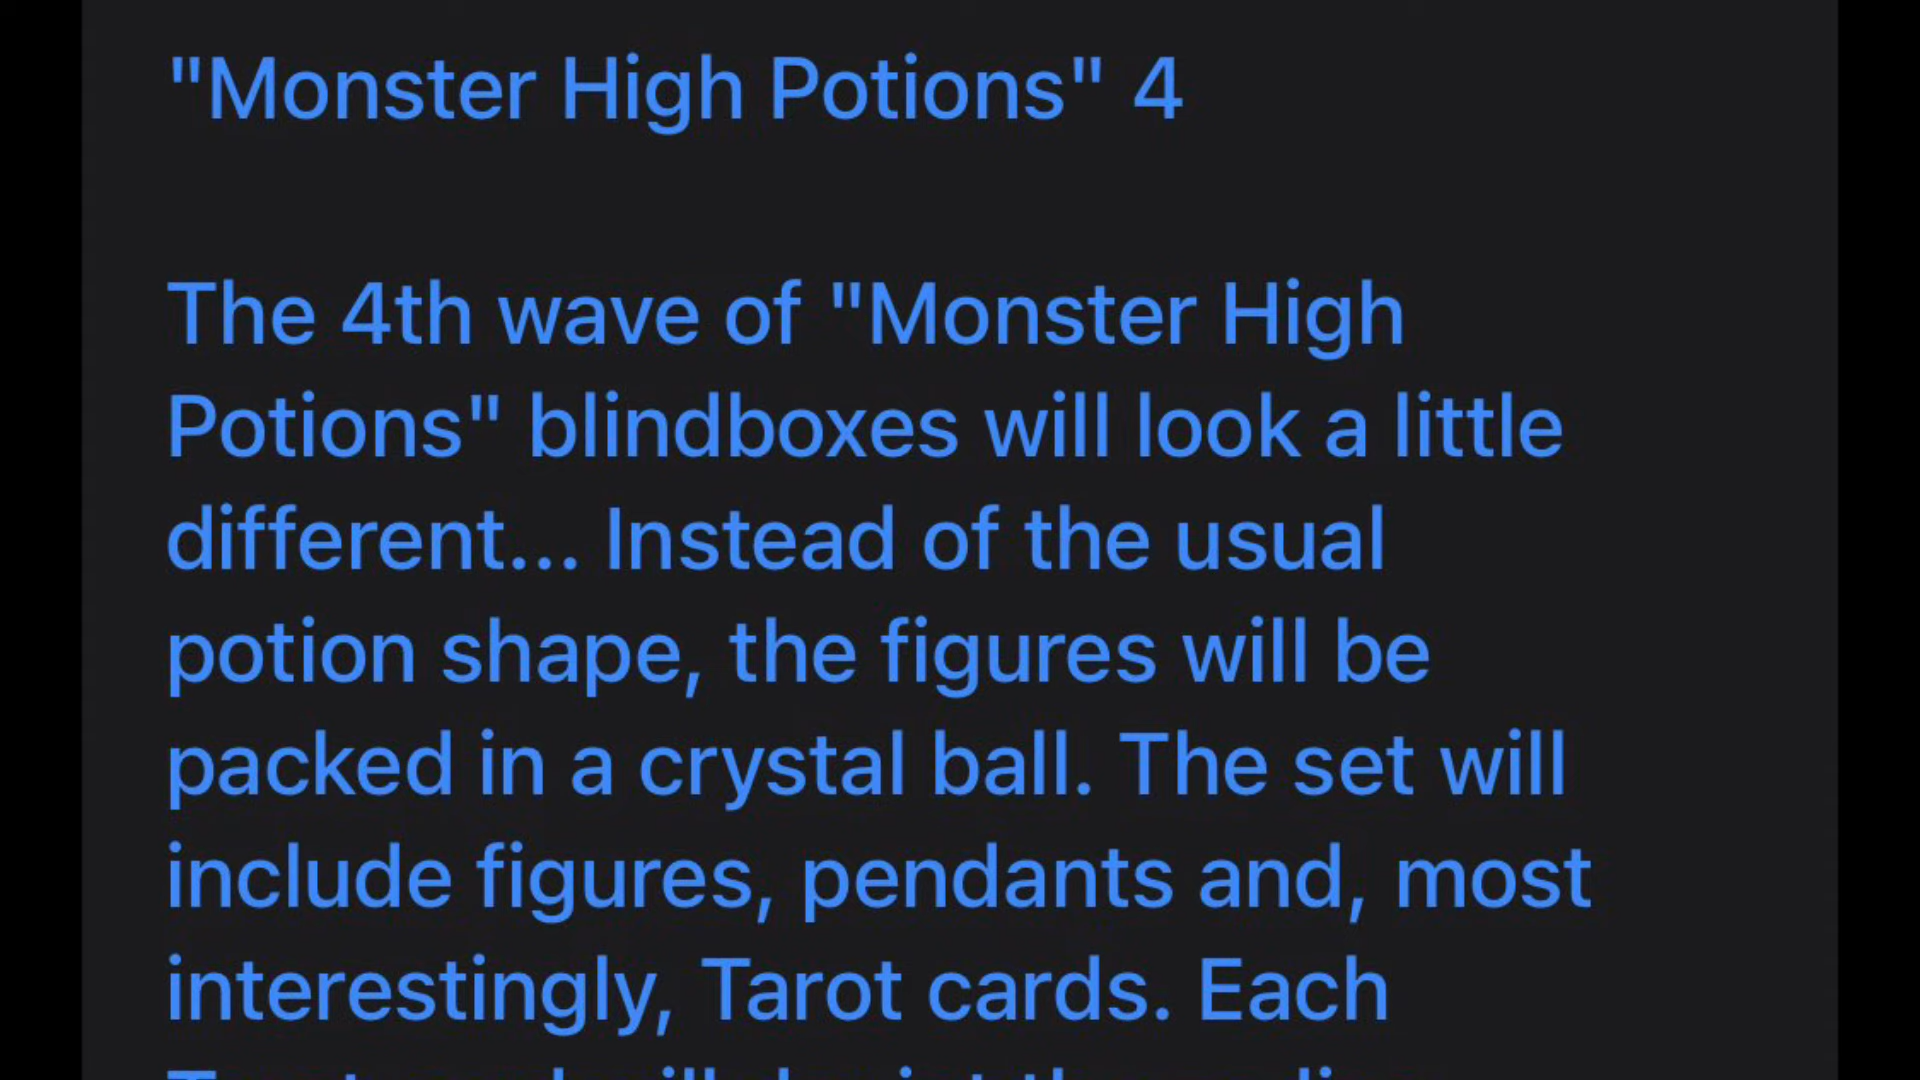 "Monster High Potions" 4
The 4th wave of "Monster High
Potions" blindboxes will look a little
different... Instead of the usual
potion shape, the figures will be
packed in a crystal ball. The set will
include figures, pendants and, most
interestingly, Tarot cards. Each